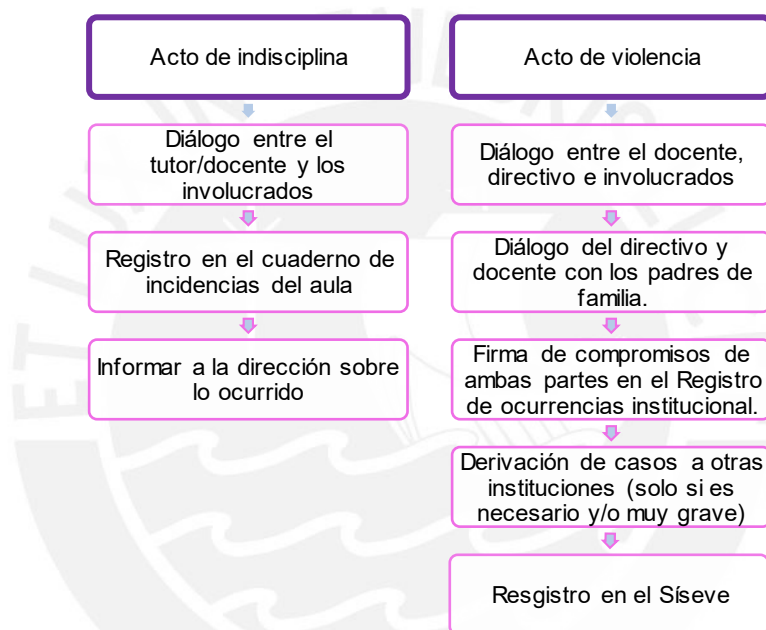 Acto de indisciplina
Diálogo entre el
tutor/docente y los
involucrados
Registro en el cuaderno de
incidencias del aula
Informar a la dirección sobre
lo ocurrido
Acto de violencia
Diálogo entre el docente,
directivo e involucrados
Diálogo del directivo y
docente con los padres de
familia.
Firma de compromisos de
ambas partes en el Registro
de ocurrencias institucional.
Derivación de casos a otras
instituciones (solo si es
necesario y/o muy grave)
Resgistro en el Síseve